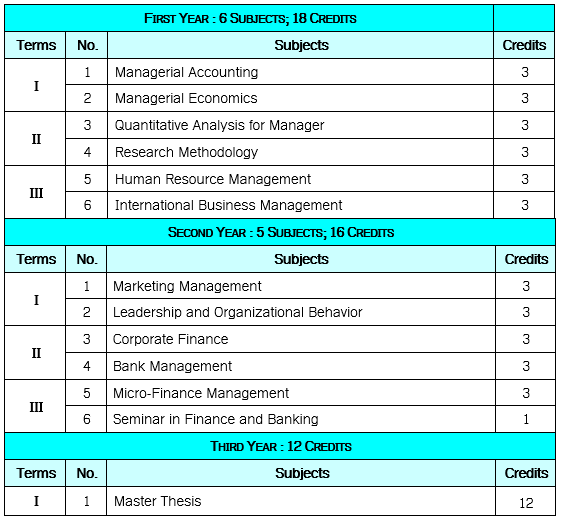 FIRST YEAR : 6 SUBJECTS; 18 CREDITS
Terms No. Subjects Credits
I 1 Managerial Accounting 3
2 Managerial Economics 3
II 3 Quantitative Analysis for Manager 3
4 Research Methodology 3
III 5 Human Resource Management 3
6 International Business Management 3
SECOND YEAR : 5 SUBJECTS; 16 CREDITS
Terms No. Subjects Credits
I 1 Marketing Management 3
2 Leadership and Organizational Behavior 3
II 3 Corporate Finance 3
4 Bank Management 3
III 5 Micro-Finance Management 3
6 Seminar in Finance and Banking 1
THIRD YEAR : 12 CREDITS
Terms No. Subjects Credits
I 1 Master Thesis 12